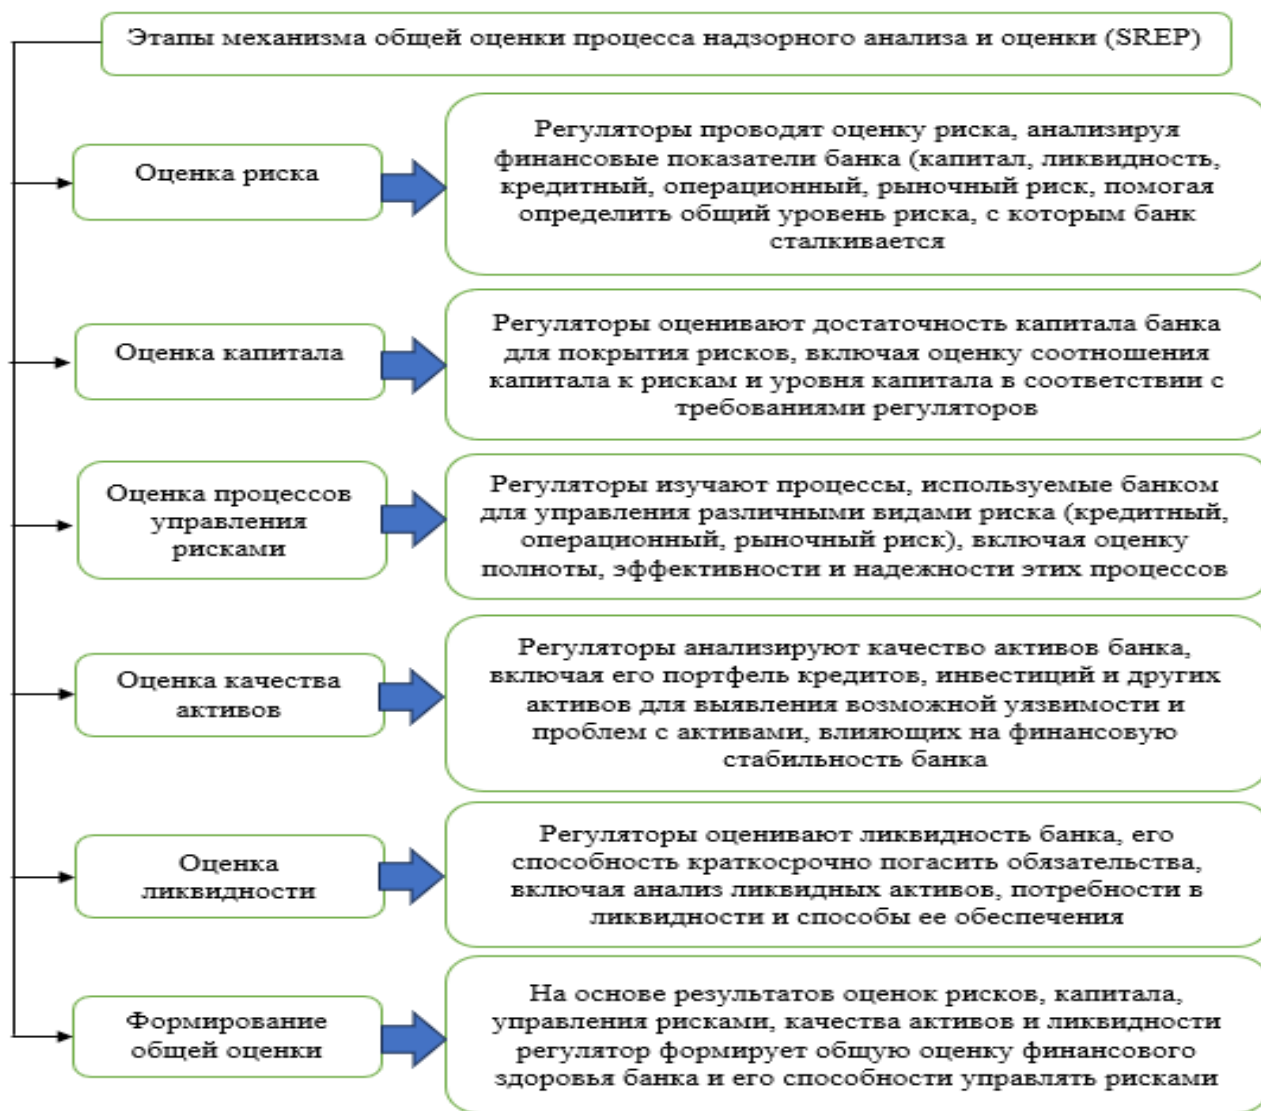 Этапы механизма общей оценки процесса надзорного анализа и оценки (SREP)
Оценка риска
Регуляторы проводят оценку риска, анализируя
финансовые показатели банка (капитал, ликвидность,
кредитный, операционный, рыночный риск, помогая
определить общий уровень риска, с которым банк
сталкивается
Оценка капитала
Регуляторы оценивают достаточность капитала банка
для покрытия рисков, включая оценку соотношения
капитала к рискам и уровня капитала в соответствии с
требованиями регуляторов
Оценка процессов
управления
рисками
Регуляторы изучают процессы, используемые банком
для управления различными видами риска (кредитный,
операционный, рыночный риск), включая оценку
полноты, эффективности и надежности этих процессов
Оценка качества
активов
Регуляторы анализируют качество активов банка,
включая его портфель кредитов, инвестиций и других
активов для выявления возможной уязвимости и
проблем с активами, влияющих на финансовую
стабильность банка
Оценка
ликвидности
Регуляторы оценивают ликвидность банка, его
способность краткосрочно погасить обязательства,
включая анализ ликвидных активов, потребности в
ликвидности и способы ее обеспечения
Формирование
общей оценки
На основе результатов оценок рисков, капитала,
управления рисками, качества активов и ликвидности
регулятор формирует общую оценку финансового
здоровья банка и его способности управлять рисками